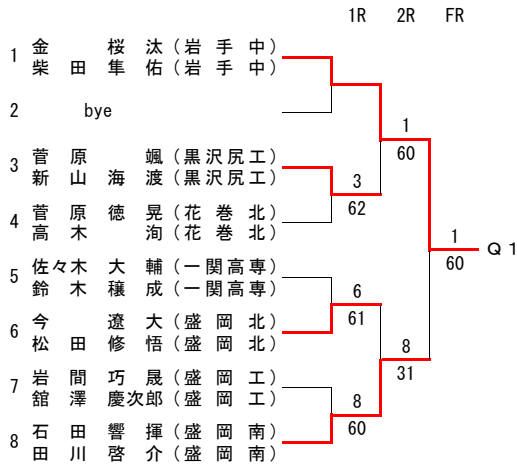 1R 2R FR
1 金 桜 汰 (岩 手 中)
柴 田 隼 佑 (岩 手 中)
2 bye
1
60
3 菅 原 颯 (黒沢尻工)
新 山 海 渡 (黒沢尻工)
3
62
4 菅 原 徳 晃 (花 巻 北)
高 木 洵 (花 巻 北)
1
60
Q 1
5 佐々木 大 輔 (一関高専)
鈴 木 穣 成 (一関高専)
6
61
6 今 遼 大 (盛 岡 北)
松 田 修 悟 (盛 岡 北)
8
31
7 岩 間 巧 晟 (盛 岡 工)
舘 澤 慶次郎 (盛 岡 工)
8
60
8 石 田 響 揮 (盛 岡 南)
田 川 啓 介 (盛 岡 南)